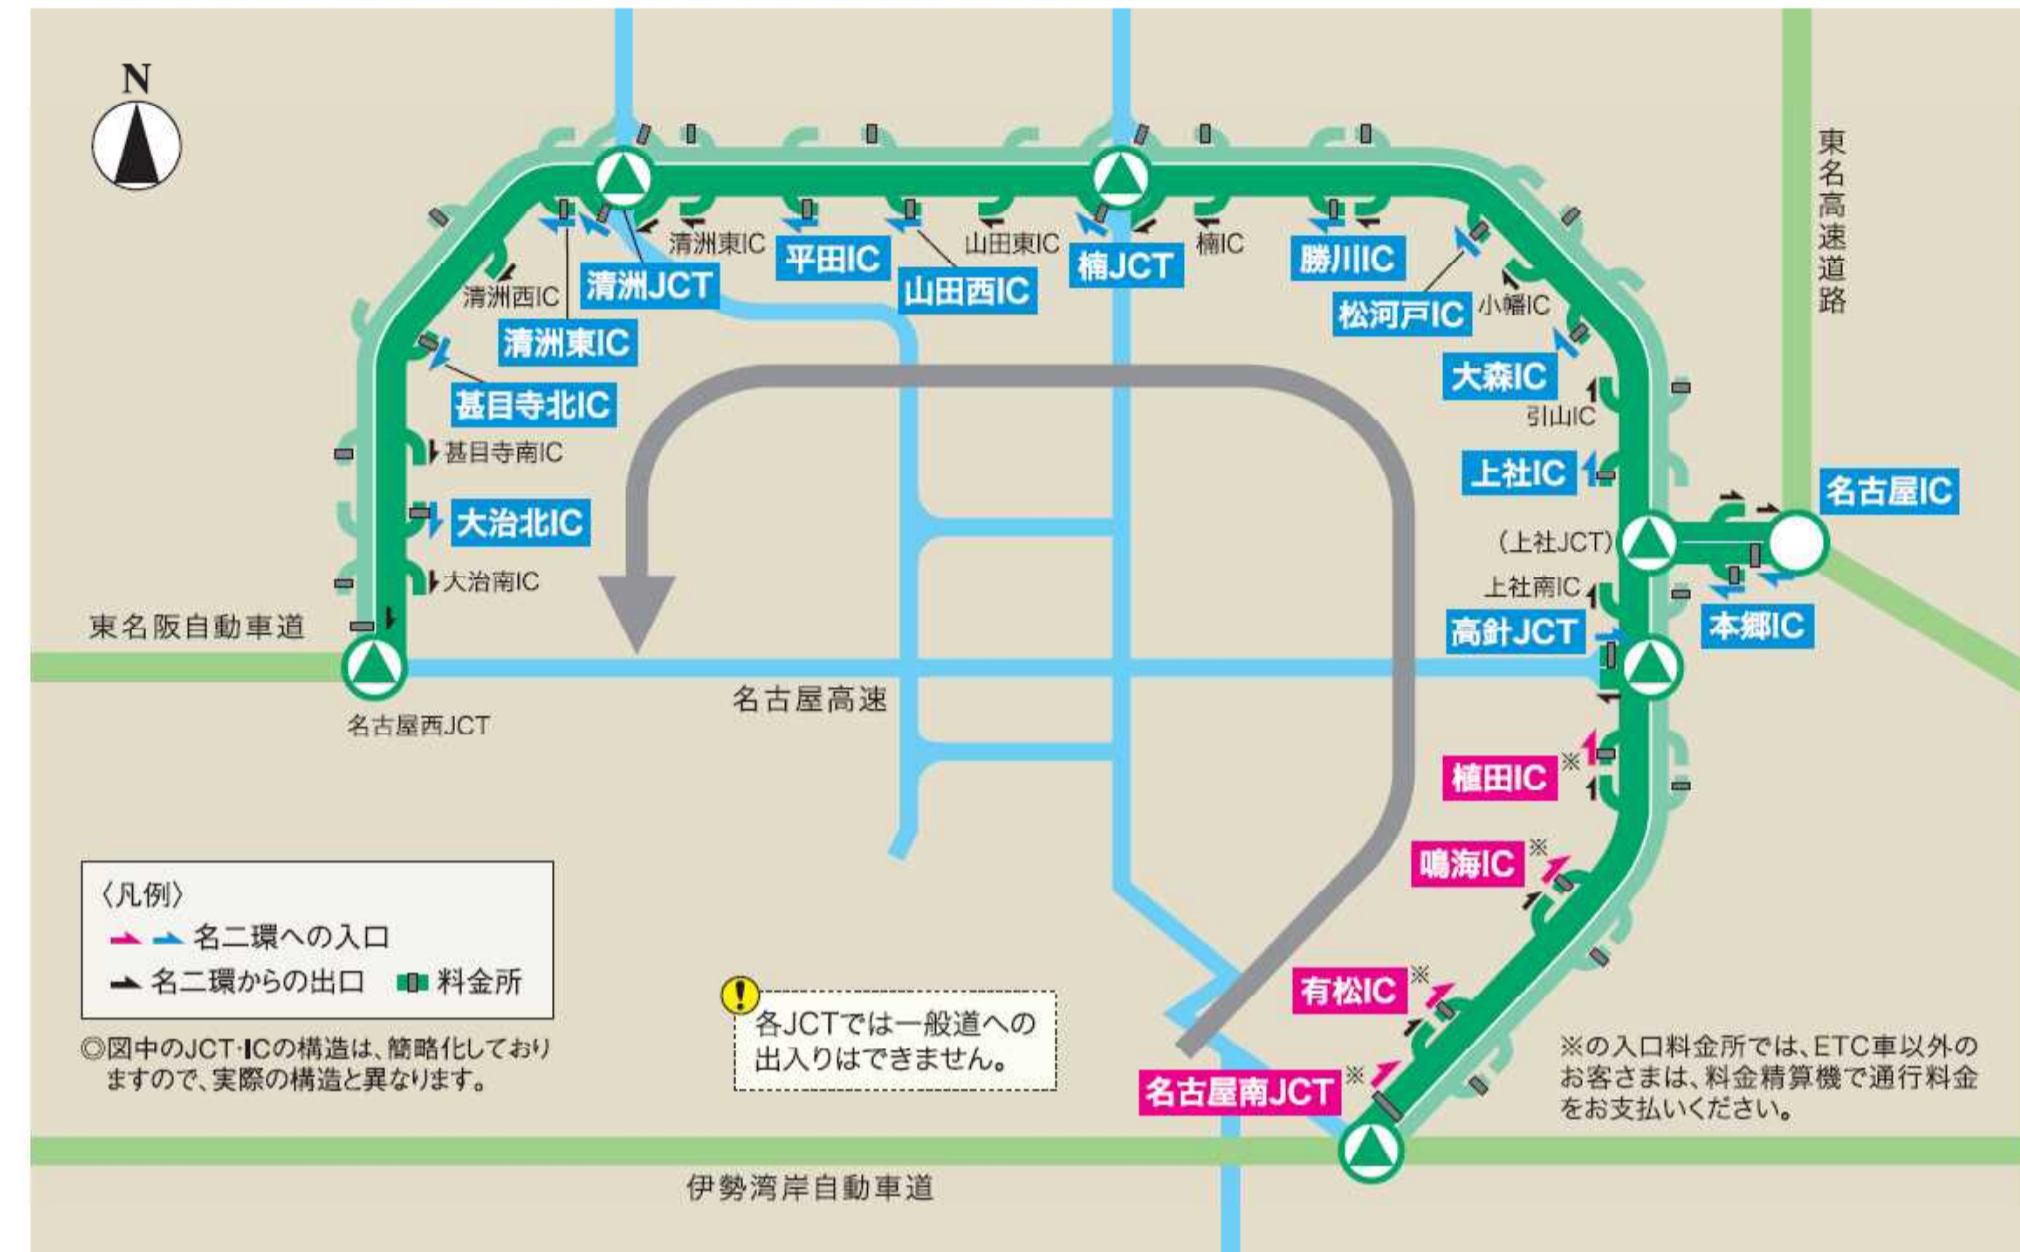 N
東名高速道路
清洲東IC
山田東IC
楠IC
平田IC
楠JCT
勝川IC
清洲西IC
清洲JCT
山田西IC
松河戸IC
小幡IC
清洲東IC
大森IC
甚目寺北IC
引山IC
甚目寺南IC
上社IC
名古屋IC
大治北IC
(上社JCT)
大治南IC
上社南IC
東名阪自動車道
高針JCT
本郷IC
名古屋高速
名古屋西JCT
植田IC ※
鳴海IC ※
〈凡例〉
名二環への入口
名二環からの出口 料金所
有松IC ※
!
各JCTでは一般道への
出入りはできません。
◎図中のJCT・ICの構造は、簡略化しており
ますので、実際の構造と異なります。
名古屋南JCT ※
※の入口料金所では、ETC車以外の
お客さまは、料金精算機で通行料金
をお支払いください。
伊勢湾岸自動車道